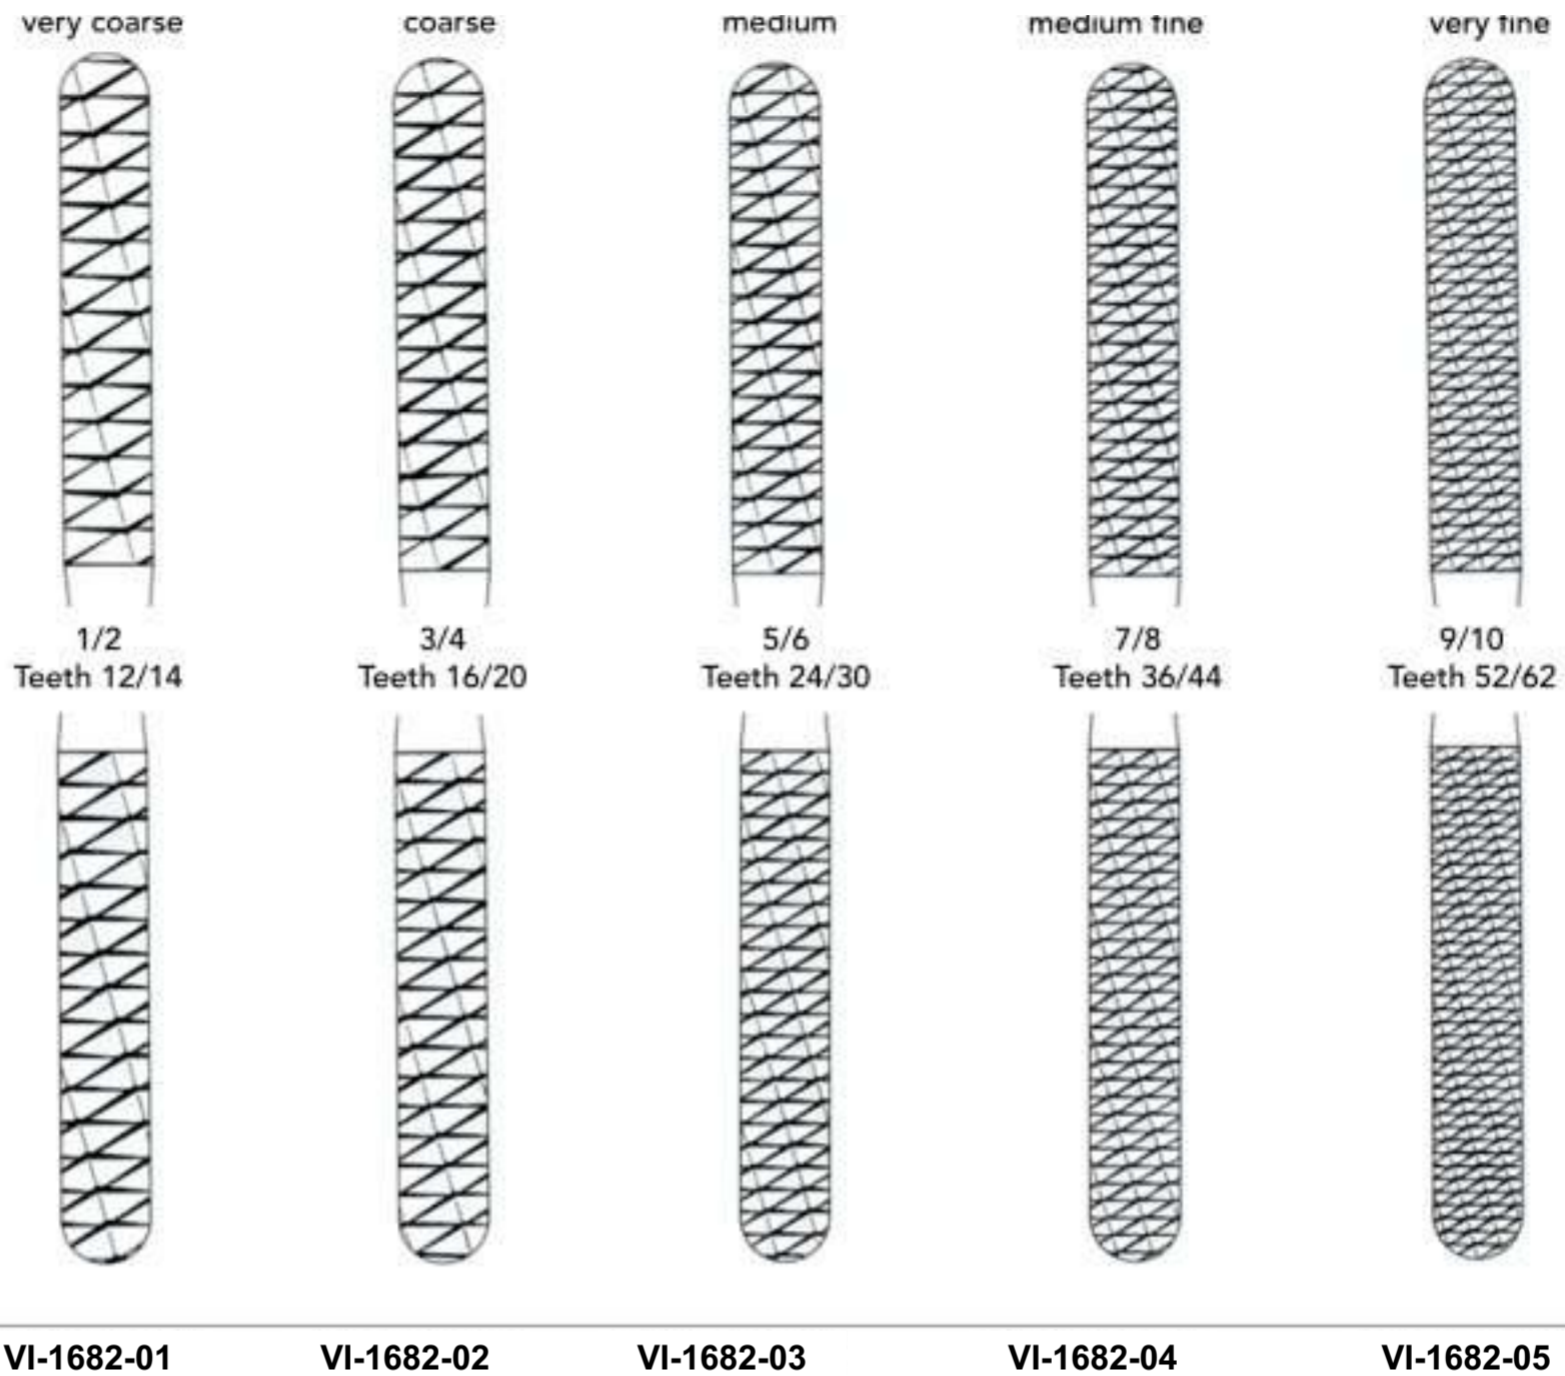 very coarse coarse medium medium fine very fine
1/2 3/4 5/6 7/8 9/10
Teeth 12/14 Teeth 16/20 Teeth 24/30 Teeth 36/44 Teeth 52/62
VI-1682-01 VI-1682-02 VI-1682-03 VI-1682-04 VI-1682-05